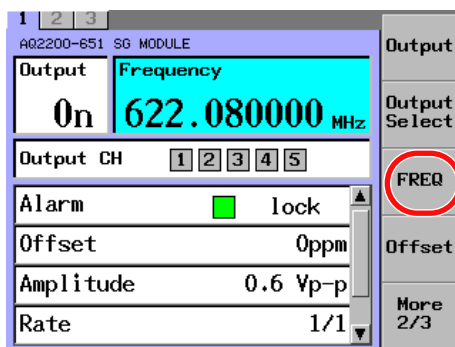 1 2 3
AQ2200-651 SG MODULE
Output
On
Frequency
622.080000 MHz
Output CH 1 2 3 4 5
Alarm lock
Offset 0ppm
Amplitude 0.6 Vp-p
Rate 1/1
Output
Output
Select
FREQ
Offset
More
2/3